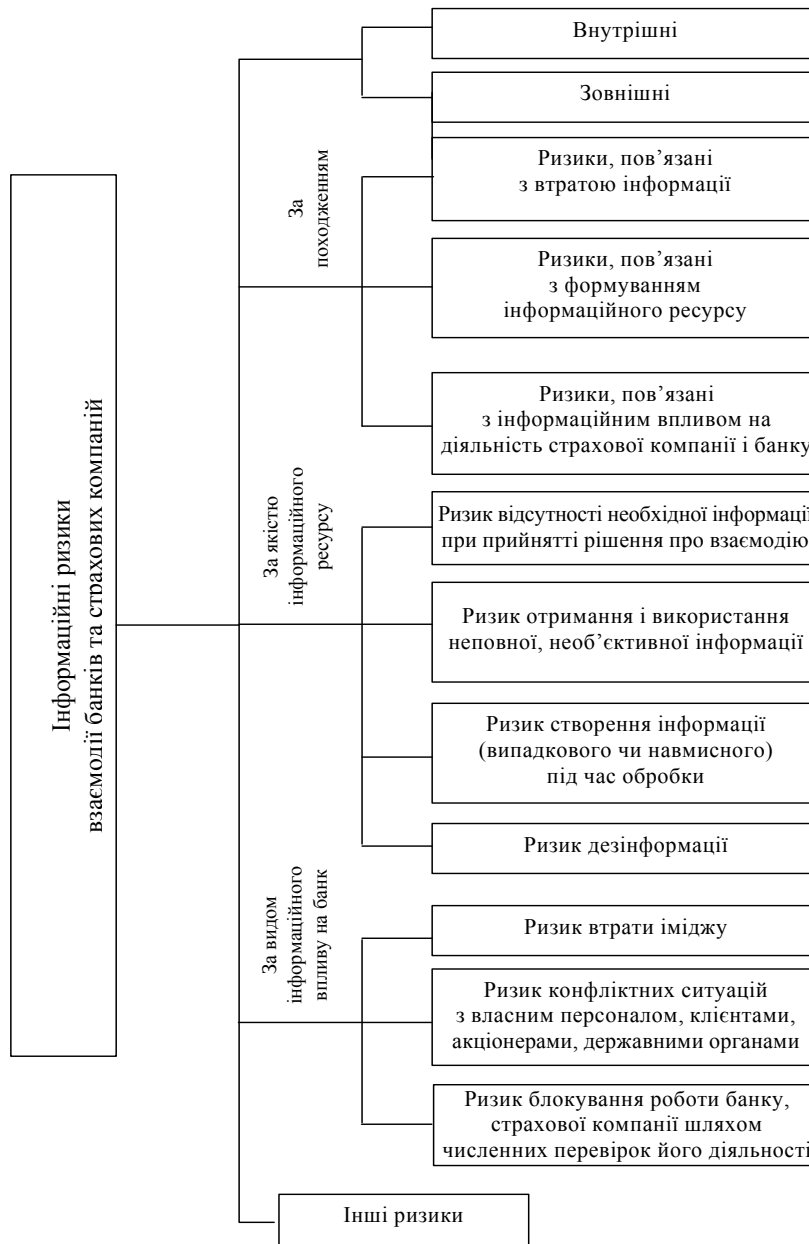 Інформаційні ризики
взаємодії банків та страхових компаній
За
походженням
Внутрішні
Зовнішні
Ризики, пов’язані
з втратою інформації
Ризики, пов’язані
з формуванням
інформаційного ресурсу
Ризики, пов’язані
з інформаційним впливом на
діяльність страхової компанії і банку
За якістю
інформаційного
ресурсу
Ризик відсутності необхідної інформації
при прийнятті рішення про взаємодію
Ризик отримання і використання
неповної, необ’єктивної інформації
Ризик створення інформації
(випадкового чи навмисного)
під час обробки
Ризик дезінформації
За видом
інформаційного
впливу на банк
Ризик втрати іміджу
Ризик конфліктних ситуацій
з власним персоналом, клієнтами,
акціонерами, державними органами
Ризик блокування роботи банку,
страхової компанії шляхом
численних перевірок його діяльності
Інші ризики